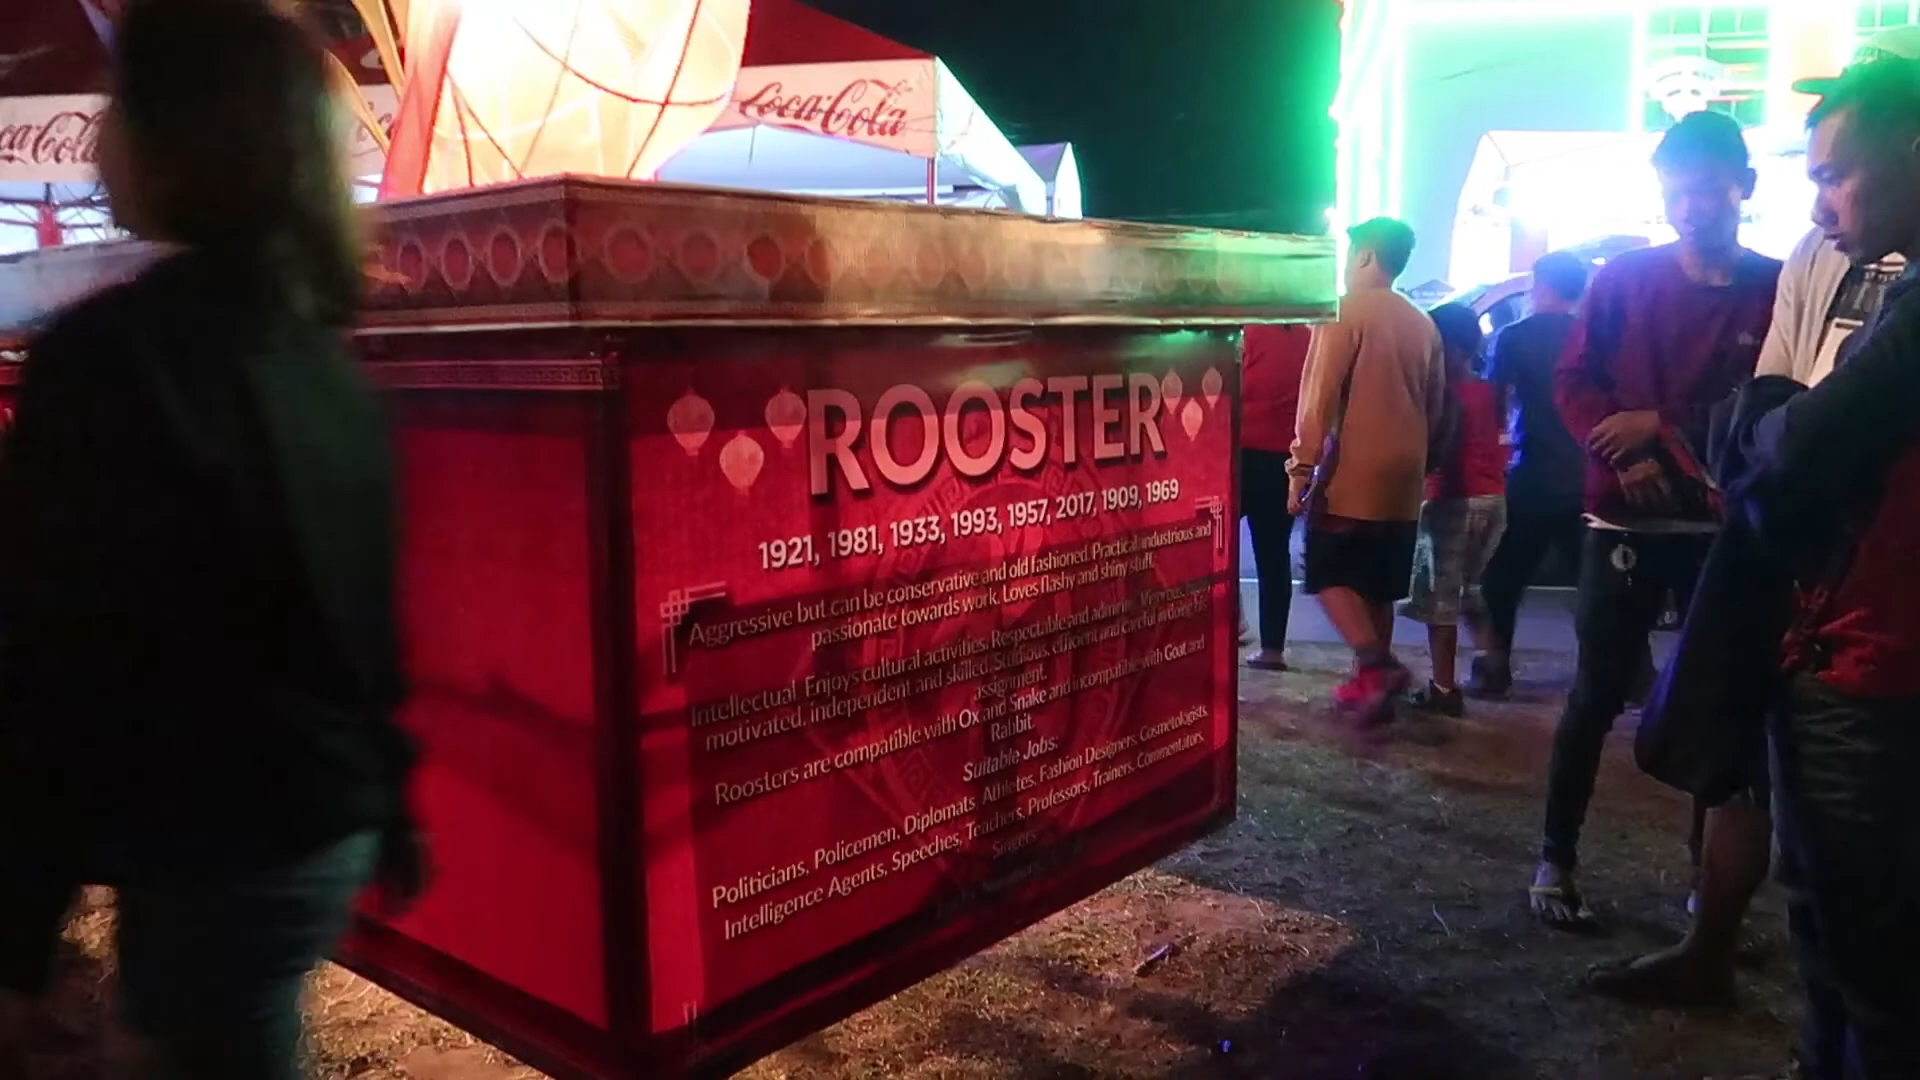 Coca-Cola
Coca-Cola
ROOSTER
1921, 1981, 1933, 1993, 1957, 2017, 1909, 1969
Aggressive but can be conservative and old fashioned. Practical, industrious and
passionate towards work. Loves flashy and shiny stuff.
Intellectual. Enjoys cultural activities. Respectable and admirin
motivated, independent and skilled. Studious, efficient and careful in doing his
assignment.
Roosters are compatible with Ox and Snake and incompatible with Goat and
Rabbit.
Suitable Jobs:
Politicians, Policemen, Diplomats, Athletes, Fashion Designers, Cosmetologists,
Intelligence Agents, Speeches, Teachers, Professors/Trainers, Commentators,
Singers